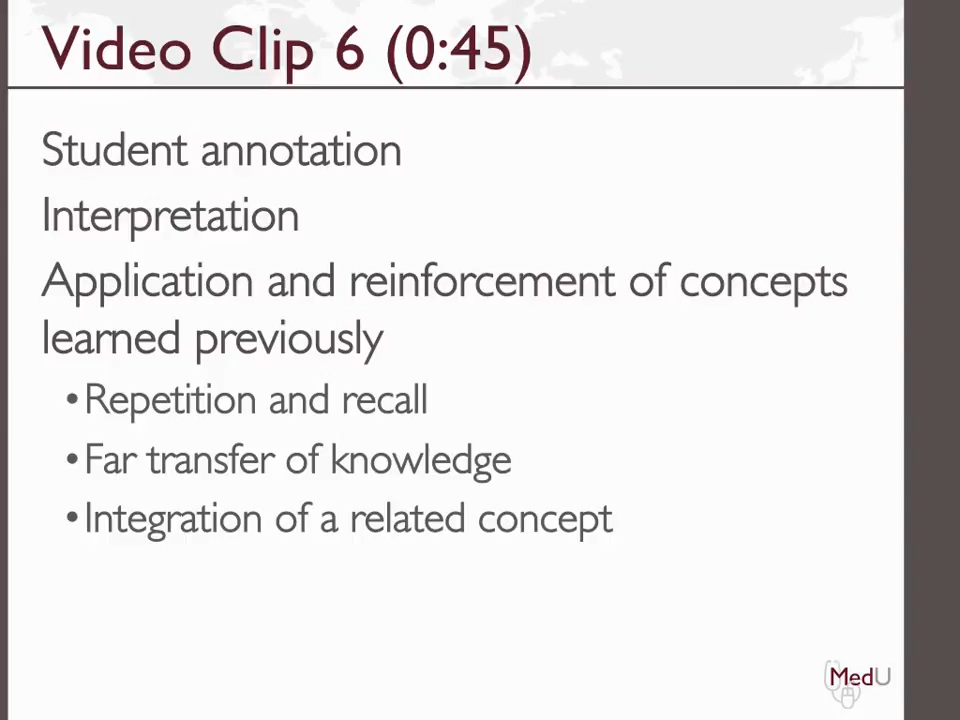 Video Clip 6 (0:45)
Student annotation
Interpretation
Application and reinforcement of concepts
learned previously
•Repetition and recall
•Far transfer of knowledge
•Integration of a related concept
MedU